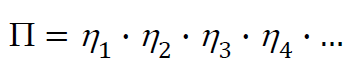 Π = η₁ · η₂ · η₃ · η₄ · …